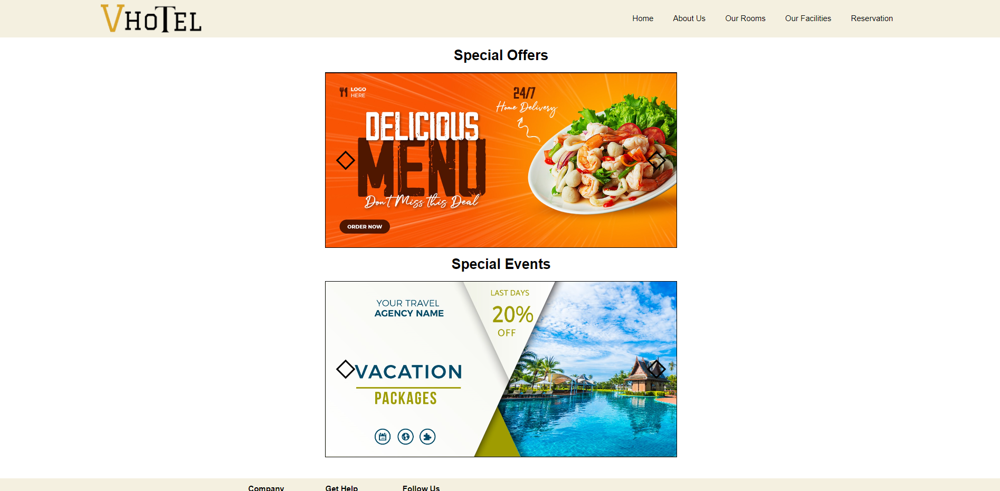 VHOTEL
Home About Us Our Rooms Our Facilities Reservation
Special Offers
LOGO
HERE
24/7
Home Delivery
DELICIOUS
MENU
Don't Miss this Deal
ORDER NOW
Special Events
YOUR TRAVEL
AGENCY NAME
LAST DAYS
20%
OFF
VACATION
PACKAGES
Company Get Help Follow Us